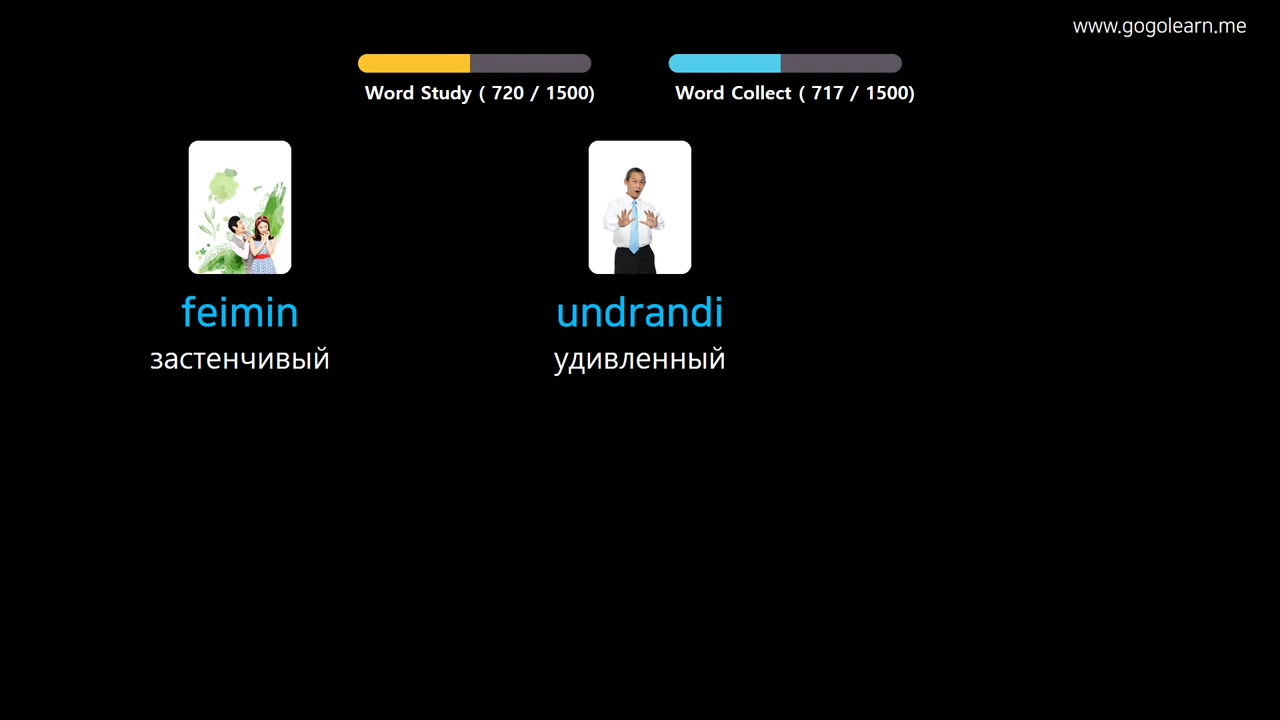 www.gogolearn.me
Word Study ( 720 / 1500)
Word Collect ( 717 / 1500)
feimin
застенчивый
undrandi
удивленный